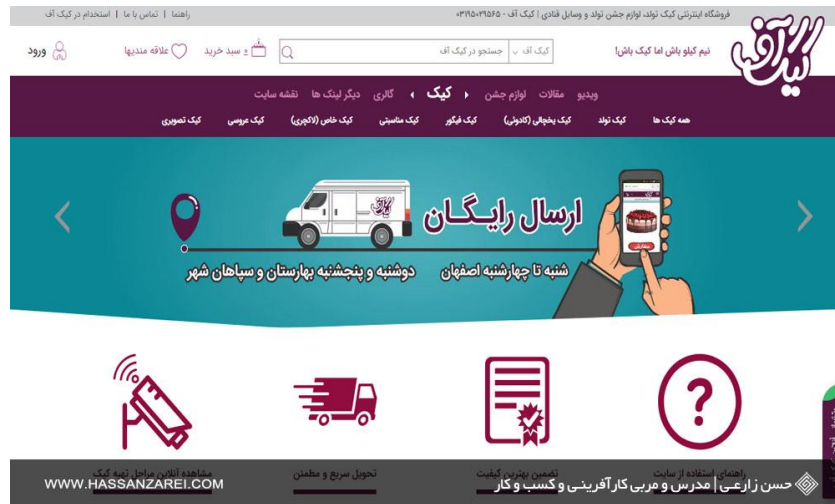 فروشگاه اینترنتی کیک تولد، لوازم جشن تولد و وسایل قنادی | کیک آف - ۰۳۱۹۵۰۲۹۵۶۵
راهنما | تماس با ما | استخدام در کیک آف
کیک آف
نیم کیلو باش اما کیک باش!
کیک آف
جستجو در کیک آف
سبد خرید
علاقه مندیها
ورود
ویدیو مقالات لوازم جشن کیک گالری دیگر لینک ها نقشه سایت
همه کیک ها کیک تولد کیک یخچالی (کادوئی) کیک فیگور کیک مناسبتی کیک خاص (لاکچری) کیک عروسی کیک تصویری
ارسال رایگان
شنبه تا چهارشنبه اصفهان دوشنبه و پنجشنبه بهارستان و سپاهان شهر
راهنمای استفاده از سایت
تضمین بهترین کیفیت
تحویل سریع و مطمئن
مشاهده آنلاین مراحل تهیه کیک
حسن زارعی | مدرس و مربی کارآفرینی و کسب و کار
WWW.HASSANZAREI.COM